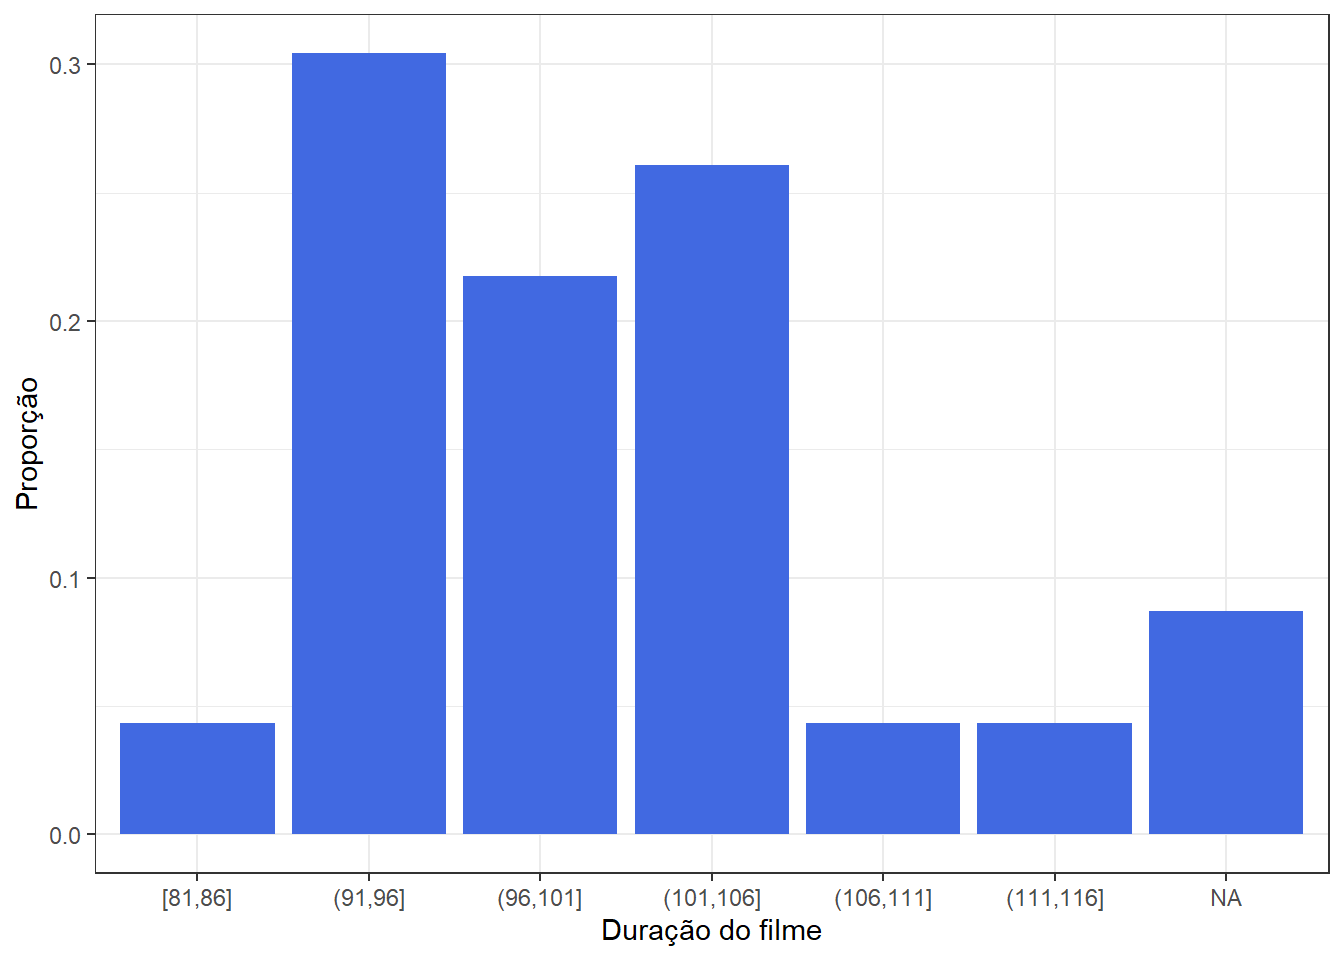 0.3
0.2
0.1
0.0
Proporção
[81,86] (91,96] (96,101] (101,106] (106,111] (111,116] NA
Duração do filme